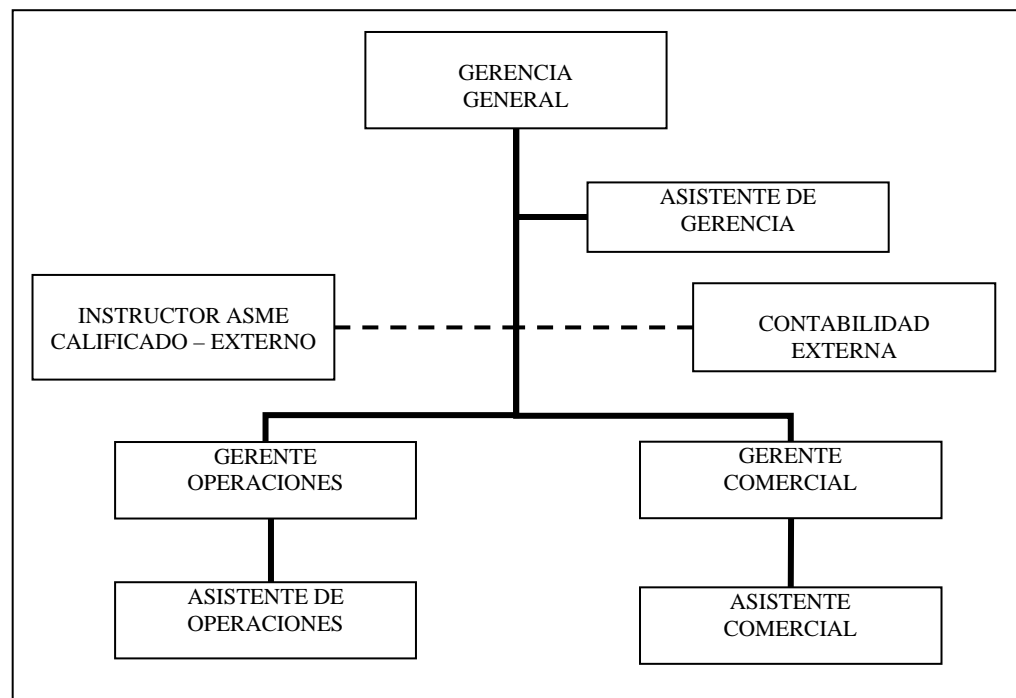 GERENCIA
GENERAL
ASISTENTE DE
GERENCIA
INSTRUCTOR ASME
CALIFICADO – EXTERNO
CONTABILIDAD
EXTERNA
GERENTE
OPERACIONES
GERENTE
COMERCIAL
ASISTENTE DE
OPERACIONES
ASISTENTE
COMERCIAL